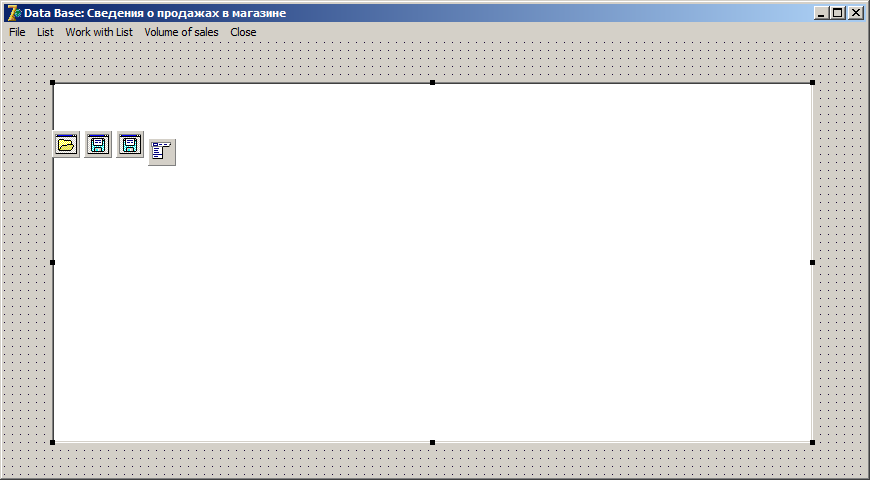 Data Base: Сведения о продажах в магазине
File List Work with List Volume of sales Close